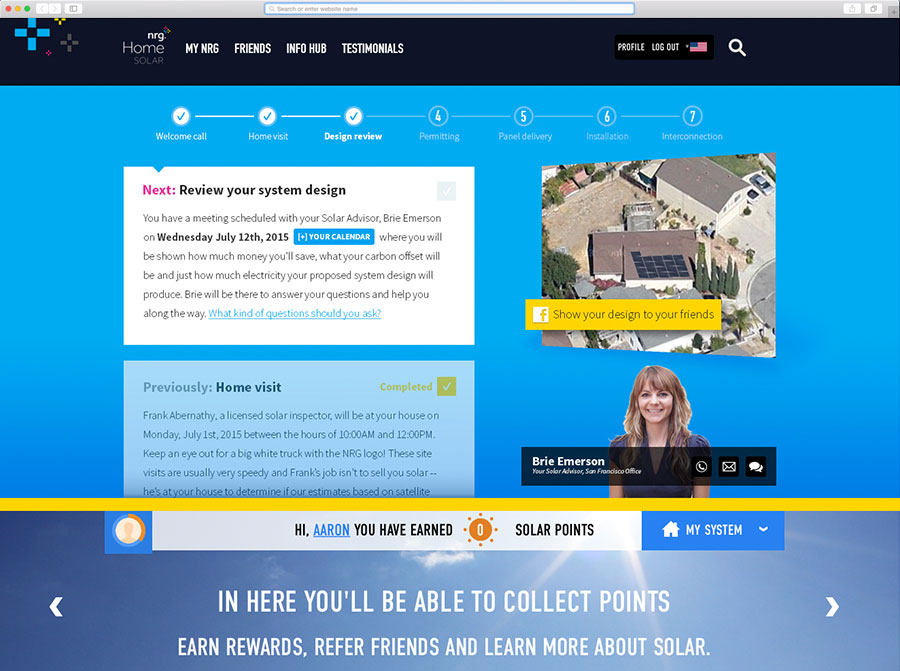 Search or enter website name
nrg.
Home
SOLAR
MY NRG FRIENDS INFO HUB TESTIMONIALS
PROFILE LOG OUT
4 5 6 7
Welcome call Home visit Design review Permitting Panel delivery Installation Interconnection
Next: Review your system design
You have a meeting scheduled with your Solar Advisor, Brie Emerson
on Wednesday July 12th, 2015 [+] YOUR CALENDAR where you will
be shown how much money you'll save, what your carbon offset will
be and just how much electricity your proposed system design will
produce. Brie will be there to answer your questions and help you
along the way. What kind of questions should you ask?
Show your design to your friends
Previously: Home visit Completed
Frank Abernathy, a licensed solar inspector, will be at your house on
Monday, July 1st, 2015 between the hours of 10:00AM and 12:00PM.
Keep an eye out for a big white truck with the NRG logo! These site
visits are usually very speedy and Frank's job isn't to sell you solar --
he's at your house to determine if our estimates based on satellite
Brie Emerson
Your Solar Advisor, San Francisco Office
HI, AARON YOU HAVE EARNED 0 SOLAR POINTS
MY SYSTEM
IN HERE YOU'LL BE ABLE TO COLLECT POINTS
EARN REWARDS, REFER FRIENDS AND LEARN MORE ABOUT SOLAR.